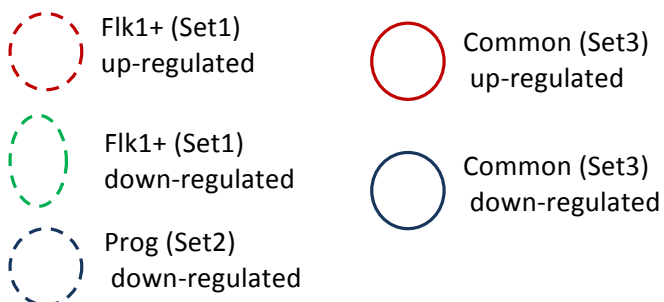 Flk1+ (Set1)
up-regulated
Flk1+ (Set1)
down-regulated
Prog (Set2)
down-regulated
Common (Set3)
up-regulated
Common (Set3)
down-regulated